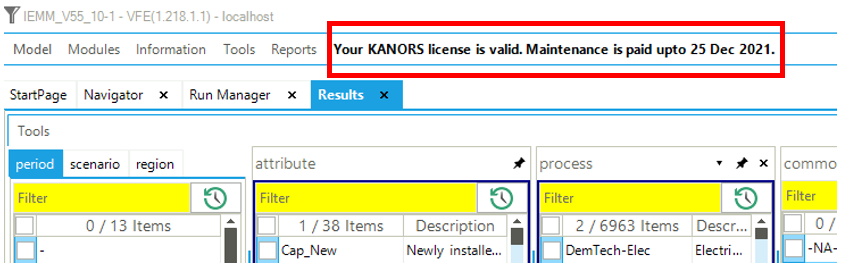 IEMM_V55_10-1 - VFE(1.218.1.1) - localhost
Model Modules Information Tools Reports Your KANORS license is valid. Maintenance is paid upto 25 Dec 2021.
StartPage Navigator × Run Manager × Results ×
Tools
period scenario region attribute process commo
Filter Filter Filter Filter
0 / 13 Items 1 / 38 Items Description 2 / 6963 Items Descr... 0 /
- Cap_New Newly installe... DemTech-Elec Electri... -NA-